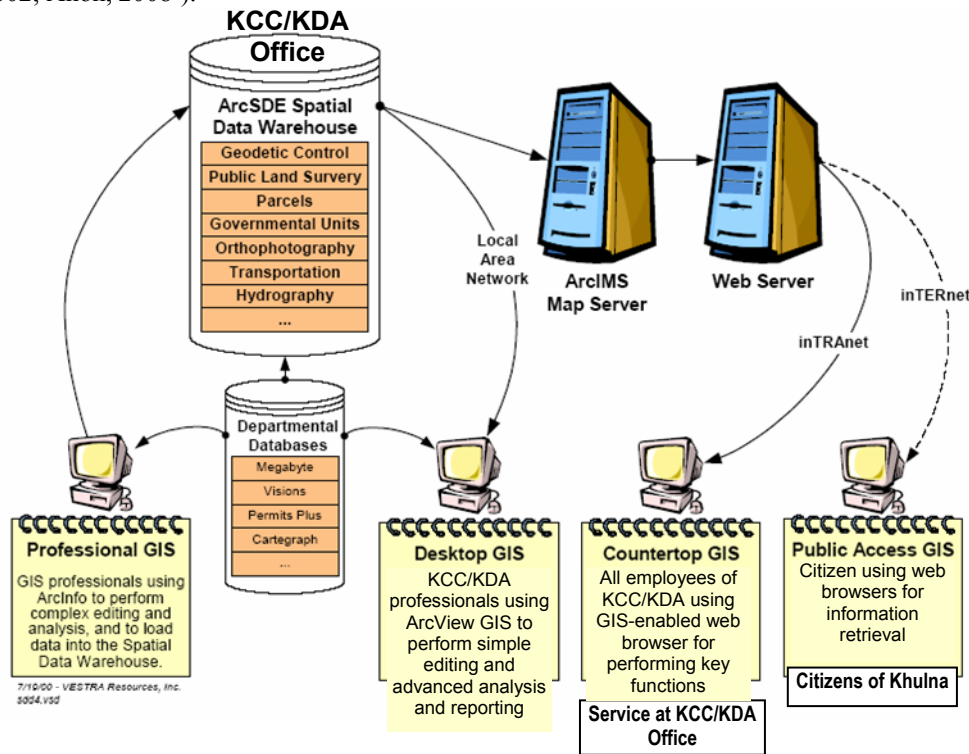 KCC/KDA
Office
ArcSDE Spatial
Data Warehouse
Geodetic Control
Public Land Survery
Parcels
Governmental Units
Orthophotography
Transportation
Hydrography
...
Local
Area
Network
ArcIMS
Map Server
Web Server
inTRAnet
inTERnet
Departmental
Databases
Megabyte
Visions
Permits Plus
Cartegraph
...
Professional GIS
GIS professionals using
ArcInfo to perform
complex editing and
analysis, and to load
data into the Spatial
Data Warehouse.
7/19/00 - VESTRA Resources, Inc.
sdd4.vsd
Desktop GIS
KCC/KDA
professionals using
ArcView GIS to
perform simple
editing and
advanced analysis
and reporting
Countertop GIS
All employees of
KCC/KDA using
GIS-enabled web
browser for
performing key
functions
Service at KCC/KDA
Office
Public Access GIS
Citizen using web
browsers for
information
retrieval
Citizens of Khulna